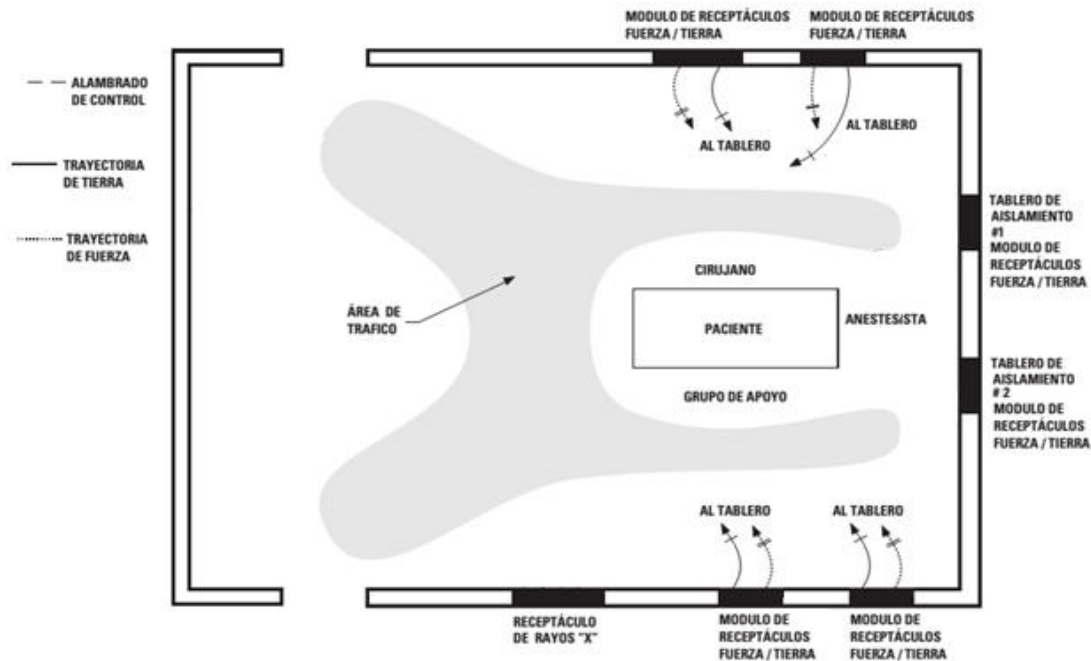 MODULO DE RECEPTÁCULOS
FUERZA / TIERRA
MODULO DE RECEPTÁCULOS
FUERZA / TIERRA
ALAMBRADO
DE CONTROL
TRAYECTORIA
DE TIERRA
TRAYECTORIA
DE FUERZA
AL TABLERO
AL TABLERO
TABLERO DE
AISLAMIENTO
#1
MODULO DE
RECEPTÁCULOS
FUERZA / TIERRA
CIRUJANO
ÁREA DE
TRAFICO
PACIENTE
ANESTESISTA
GRUPO DE APOYO
TABLERO DE
AISLAMIENTO
# 2
MODULO DE
RECEPTÁCULOS
FUERZA / TIERRA
AL TABLERO
AL TABLERO
RECEPTÁCULO
DE RAYOS "X"
MODULO DE
RECEPTÁCULOS
FUERZA / TIERRA
MODULO DE
RECEPTÁCULOS
FUERZA / TIERRA